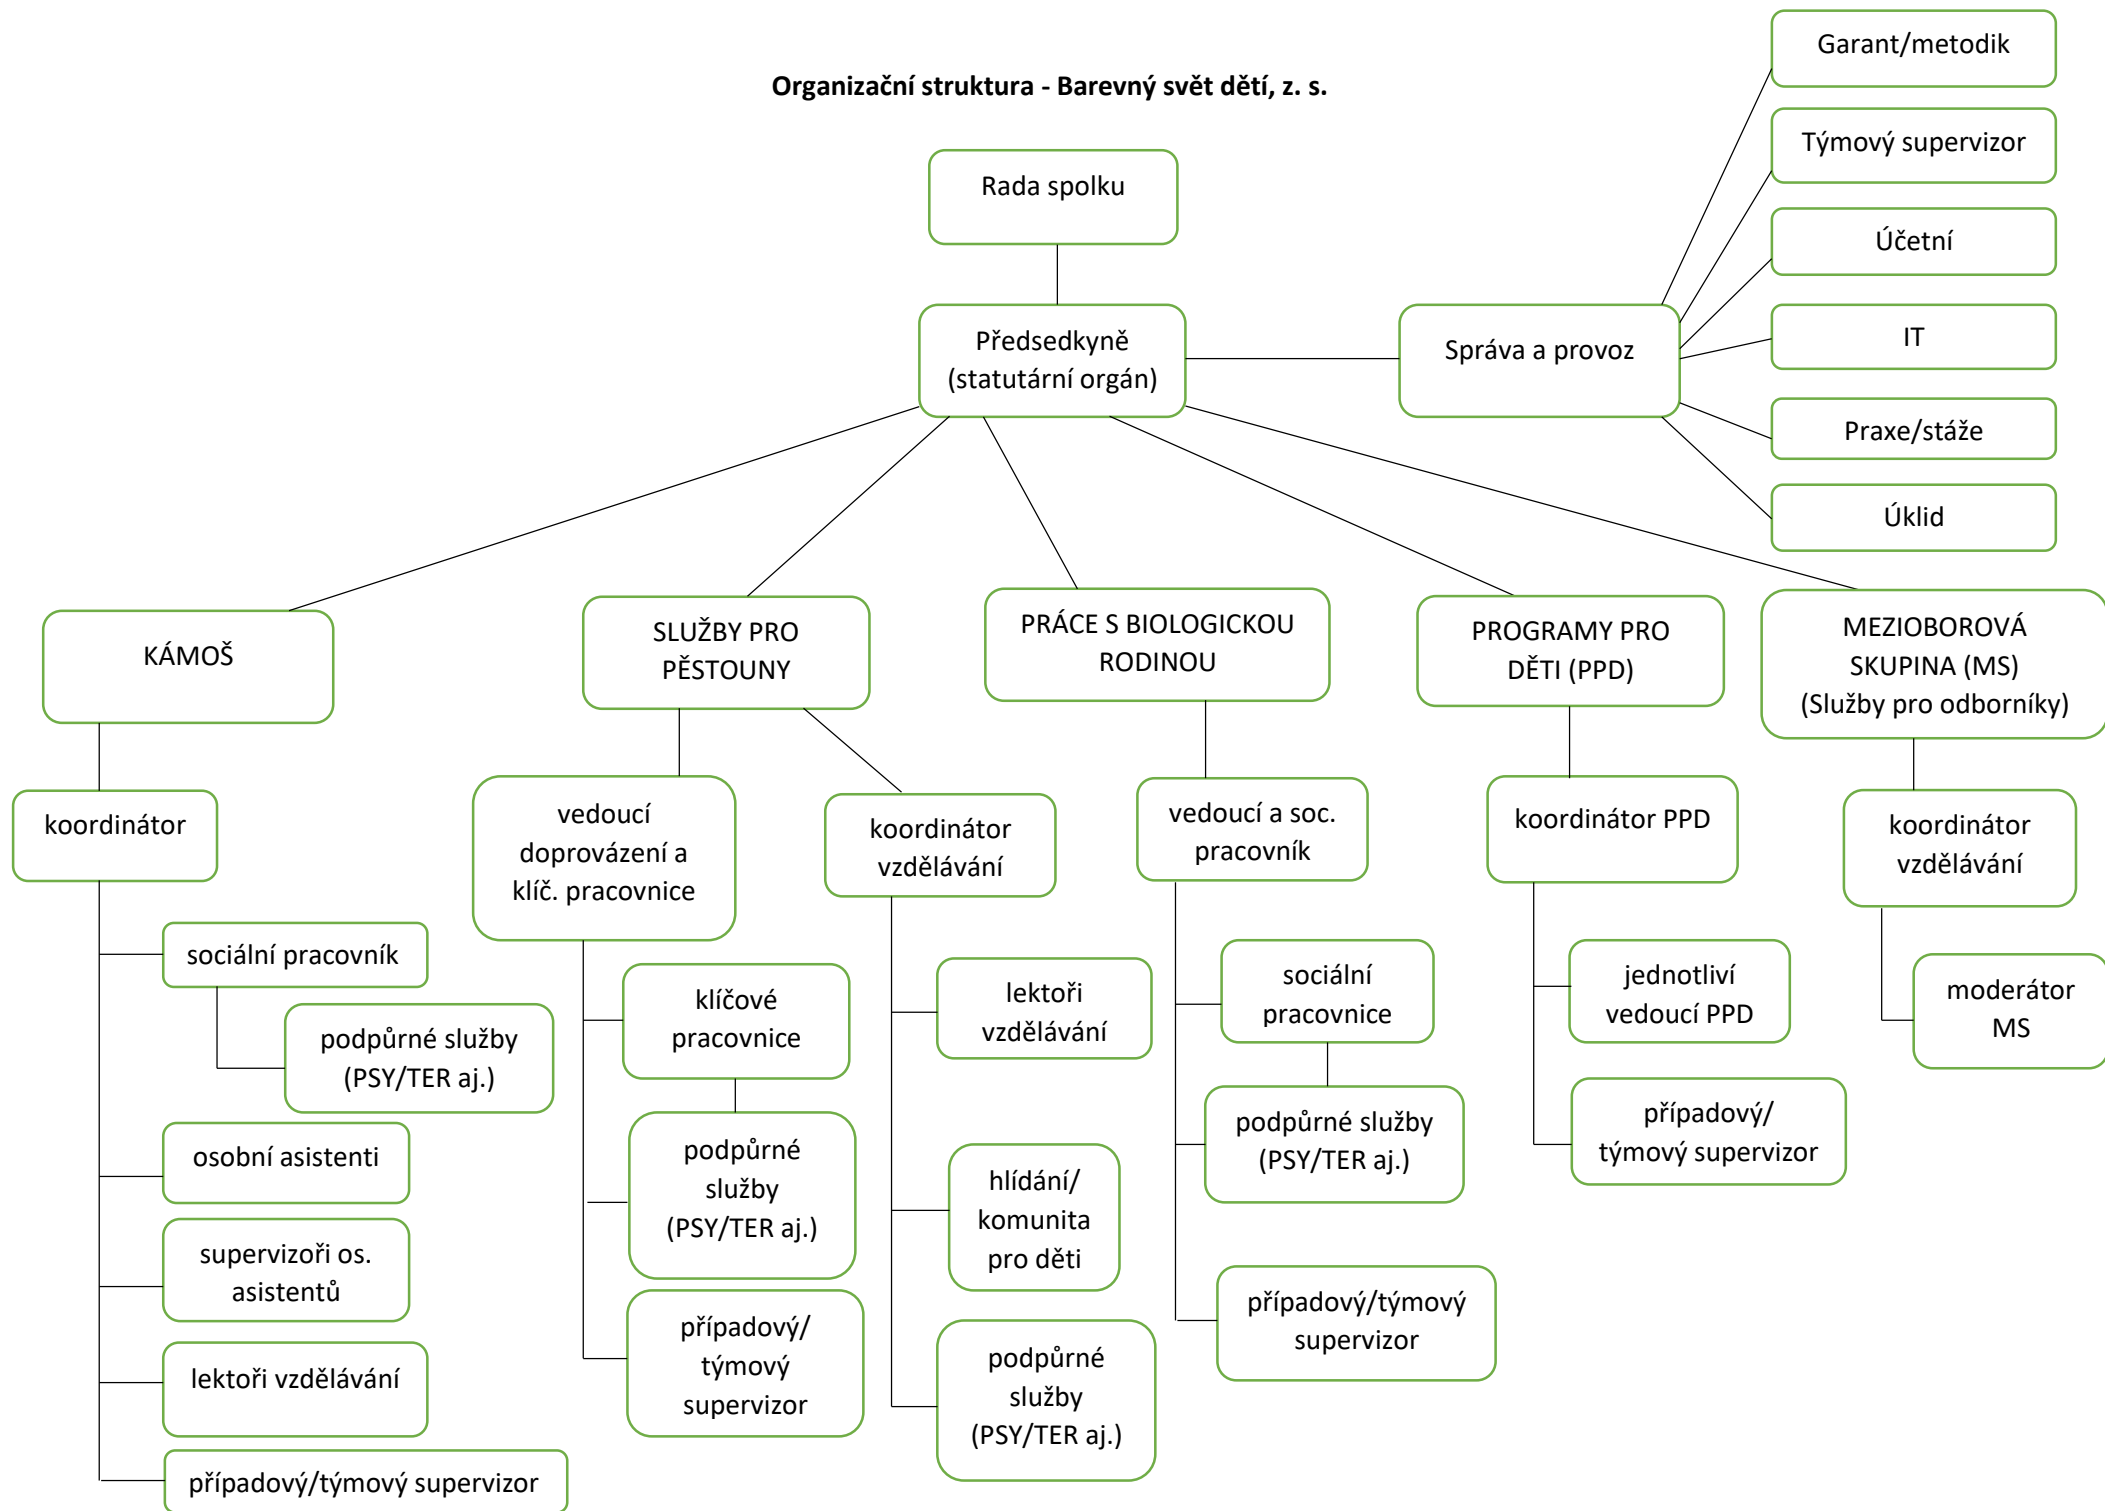 Organizační struktura - Barevný svět dětí, z. s.
Rada spolku
Předsedkyně
(statutární orgán)
Správa a provoz
Garant/metodik
Týmový supervizor
Účetní
IT
Praxe/stáže
Úklid
KÁMOŠ
koordinátor
sociální pracovník
podpůrné služby
(PSY/TER aj.)
osobní asistenti
supervizoři os.
asistentů
lektoři vzdělávání
případový/týmový supervizor
SLUŽBY PRO
PĚSTOUNY
vedoucí
doprovázení a
klíč. pracovnice
klíčové
pracovnice
podpůrné
služby
(PSY/TER aj.)
případový/
týmový
supervizor
koordinátor
vzdělávání
lektoři
vzdělávání
hlídání/
komunita
pro děti
podpůrné
služby
(PSY/TER aj.)
PRÁCE S BIOLOGICKOU
RODINOU
vedoucí a soc.
pracovník
sociální
pracovnice
podpůrné služby
(PSY/TER aj.)
případový/týmový
supervizor
PROGRAMY PRO
DĚTI (PPD)
koordinátor PPD
jednotliví
vedoucí PPD
případový/
týmový supervizor
MEZIOBOROVÁ
SKUPINA (MS)
(Služby pro odborníky)
koordinátor
vzdělávání
moderátor
MS